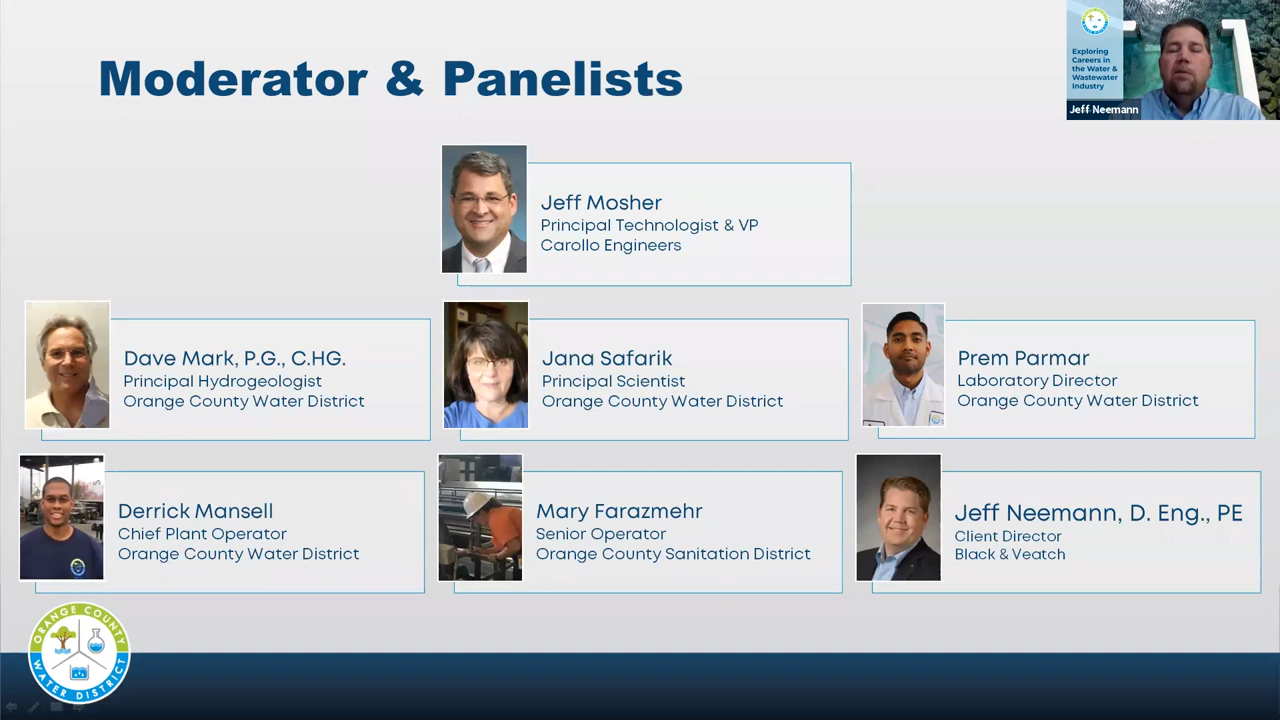 Moderator & Panelists
Exploring
Careers in
the Water &
Wastewater
Industry
Jeff Neemann
Jeff Mosher
Principal Technologist & VP
Carollo Engineers
Dave Mark, P.G., C.HG.
Principal Hydrogeologist
Orange County Water District
Jana Safarik
Principal Scientist
Orange County Water District
Prem Parmar
Laboratory Director
Orange County Water District
Derrick Mansell
Chief Plant Operator
Orange County Water District
Mary Farazmehr
Senior Operator
Orange County Sanitation District
Jeff Neemann, D. Eng., PE
Client Director
Black & Veatch
ORANGE COUNTY
WATER DISTRICT